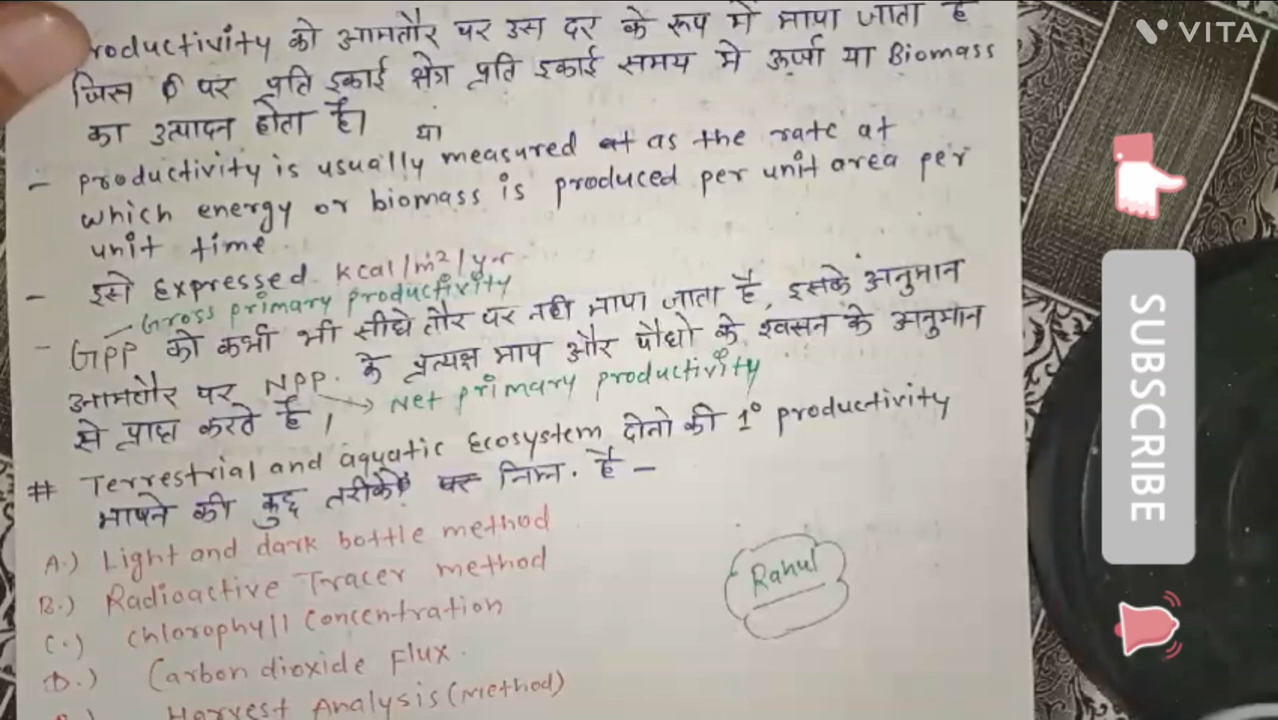 Productivity को आमतौर पर उस दर के रूप में मापा जाता है
जिस पर प्रति इकाई क्षेत्र प्रति इकाई समय मे ऊर्जा या Biomass
का उत्पादन होता है।
या
- productivity is usually measured at as the rate at
which energy or biomass is produced per unit area per
unit time.
- इसे Expressed kcal/m²/yr
Gross primary productivity
- GPP को कभी भी सीधे तौर पर नही मापा जाता है, इसके अनुमान
आमतौर पर NPP. के प्रत्यक्ष माप और पौधो के श्वसन के अनुमान
Net primary productivity
से प्राप्त करते है।
# Terrestrial and aquatic Ecosystem दोनो की 1° productivity
मापने की कुछ तरीके निम्न. है -
A.) Light and dark bottle method
B.) Radioactive Tracer method
C.) Chlorophyll Concentration
D.) Carbon dioxide Flux.
Harvest Analysis (Method)
Rahul
VITA
SUBSCRIBE